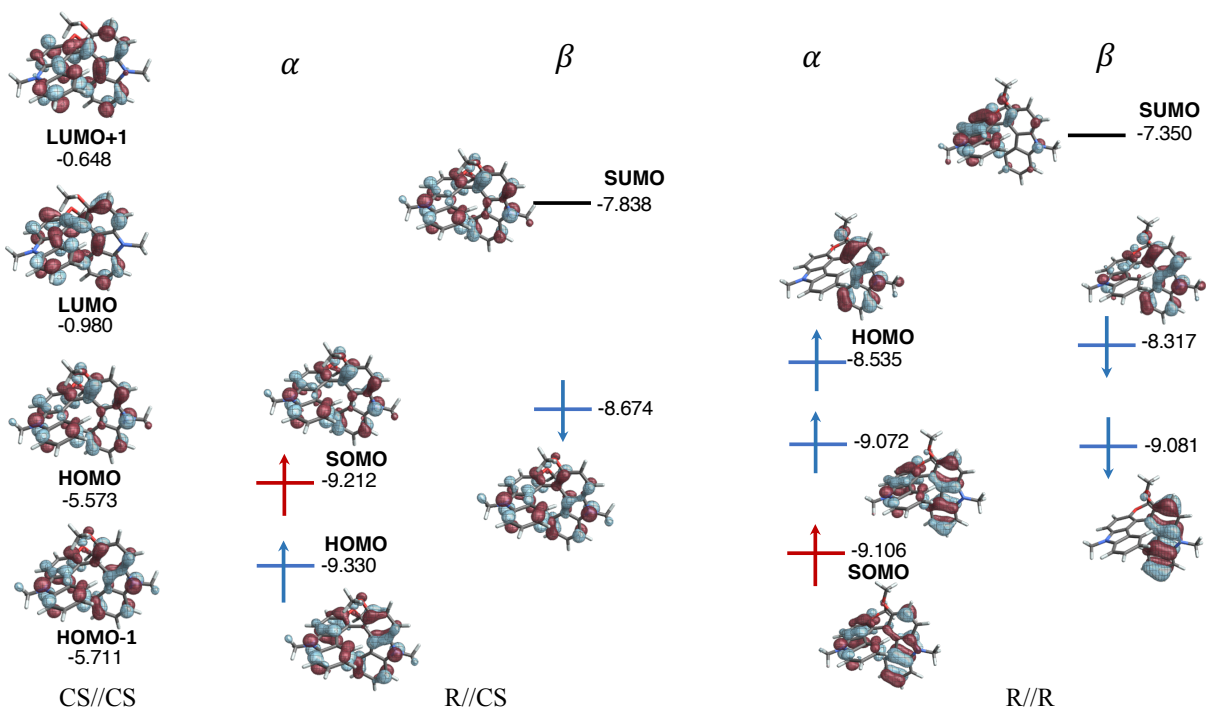 LUMO+1
-0.648
LUMO
-0.980
HOMO
-5.573
HOMO-1
-5.711
CS//CS
α
β
SUMO
-7.838
SOMO
-9.212
HOMO
-9.330
-8.674
R//CS
α
β
SUMO
-7.350
HOMO
-8.535
-9.072
-9.106
SOMO
-8.317
-9.081
R//R